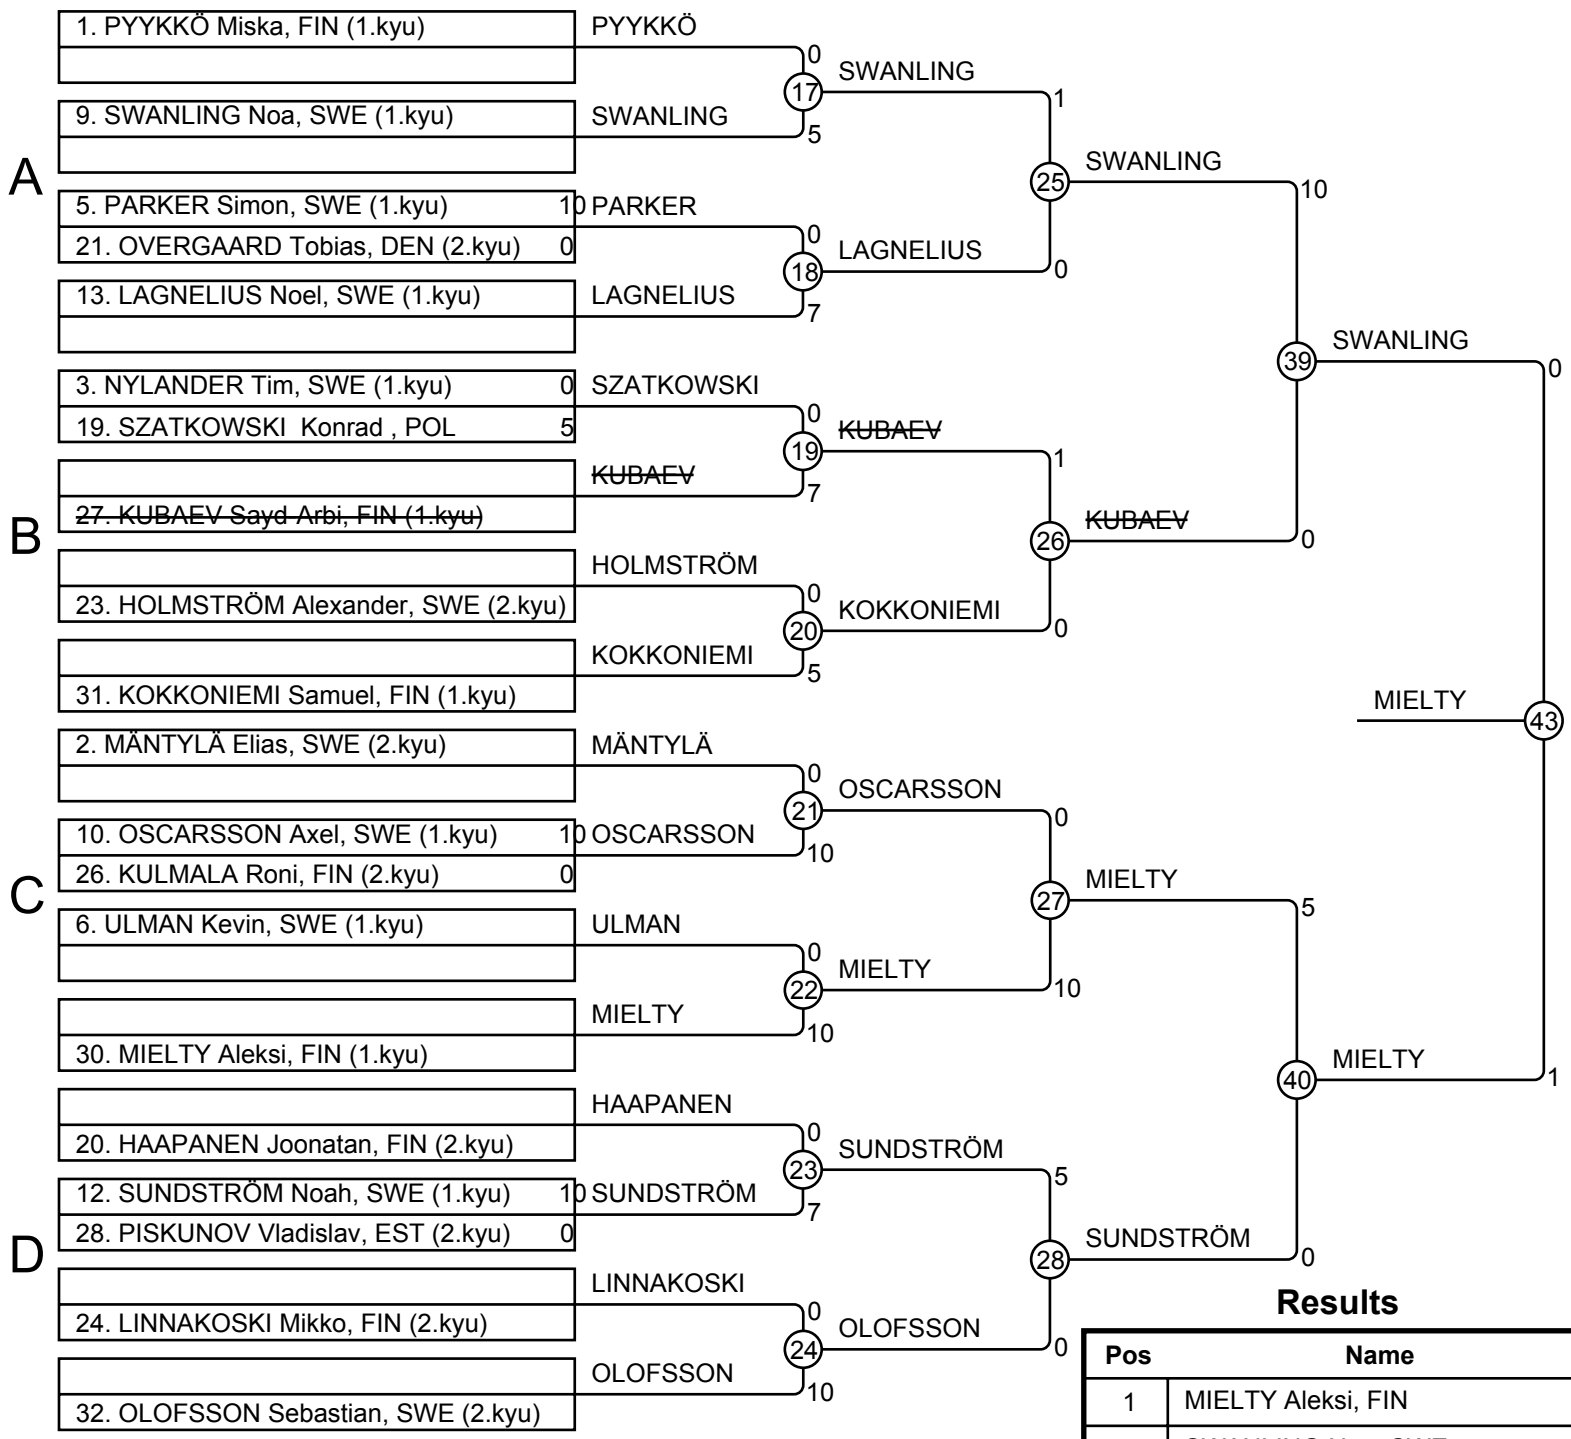 A
1. PYYKKÖ Miska, FIN (1.kyu)
9. SWANLING Noa, SWE (1.kyu)
5. PARKER Simon, SWE (1.kyu) 10
21. OVERGAARD Tobias, DEN (2.kyu) 0
13. LAGNELIUS Noel, SWE (1.kyu)
B
3. NYLANDER Tim, SWE (1.kyu) 0
19. SZATKOWSKI Konrad , POL 5
27. KUBAEV Sayd-Arbi, FIN (1.kyu)
23. HOLMSTRÖM Alexander, SWE (2.kyu)
31. KOKKONIEMI Samuel, FIN (1.kyu)
C
2. MÄNTYLÄ Elias, SWE (2.kyu)
10. OSCARSSON Axel, SWE (1.kyu) 10
26. KULMALA Roni, FIN (2.kyu) 0
6. ULMAN Kevin, SWE (1.kyu)
30. MIELTY Aleksi, FIN (1.kyu)
D
20. HAAPANEN Joonatan, FIN (2.kyu)
12. SUNDSTRÖM Noah, SWE (1.kyu) 10
28. PISKUNOV Vladislav, EST (2.kyu) 0
24. LINNAKOSKI Mikko, FIN (2.kyu)
32. OLOFSSON Sebastian, SWE (2.kyu)
PYYKKÖ
0
17
SWANLING
5
PARKER
0
18
LAGNELIUS
7
SZATKOWSKI
0
19
KUBAEV
7
HOLMSTRÖM
0
20
KOKKONIEMI
5
MÄNTYLÄ
0
21
OSCARSSON
10
ULMAN
0
22
MIELTY
10
HAAPANEN
0
23
SUNDSTRÖM
7
LINNAKOSKI
0
24
OLOFSSON
10
SWANLING
1
25
LAGNELIUS
0
KUBAEV
1
26
KOKKONIEMI
0
OSCARSSON
0
27
MIELTY
10
SUNDSTRÖM
5
28
OLOFSSON
0
SWANLING
10
39
KUBAEV
0
MIELTY
5
40
SUNDSTRÖM
0
SWANLING
0
MIELTY
43
MIELTY
1
Results
Pos Name
1 MIELTY Aleksi, FIN